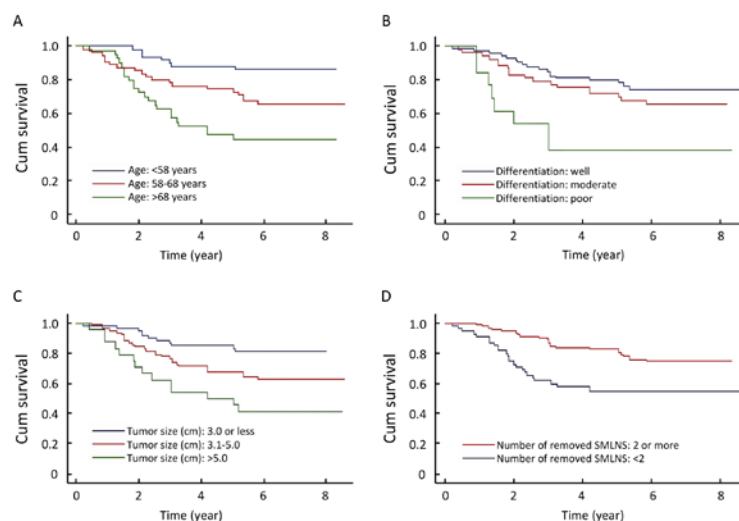 A
Cum survival
1.0
0.8
0.6
0.4
0.2
0
Age: <58 years
Age: 58-68 years
Age: >68 years
0 2 4 6 8
Time (year)
B
Cum survival
1.0
0.8
0.6
0.4
0.2
0
Differentiation: well
Differentiation: moderate
Differentiation: poor
0 2 4 6 8
Time (year)
C
Cum survival
1.0
0.8
0.6
0.4
0.2
0
Tumor size (cm): 3.0 or less
Tumor size (cm): 3.1-5.0
Tumor size (cm): >5.0
0 2 4 6 8
Time (year)
D
Cum survival
1.0
0.8
0.6
0.4
0.2
0
Number of removed SMLNS: 2 or more
Number of removed SMLNS: <2
0 2 4 6 8
Time (year)